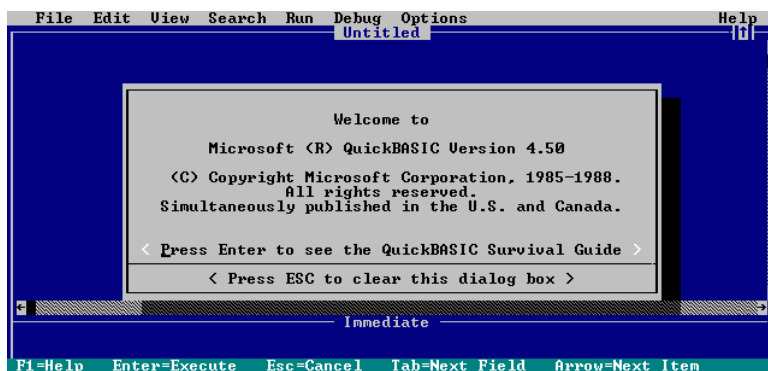 File Edit View Search Run Debug Options Help
Untitled
Welcome to
Microsoft (R) QuickBASIC Version 4.50
(C) Copyright Microsoft Corporation, 1985-1988.
All rights reserved.
Simultaneously published in the U.S. and Canada.
< Press Enter to see the QuickBASIC Survival Guide >
< Press ESC to clear this dialog box >
Immediate
F1=Help Enter=Execute Esc=Cancel Tab=Next Field Arrow=Next Item